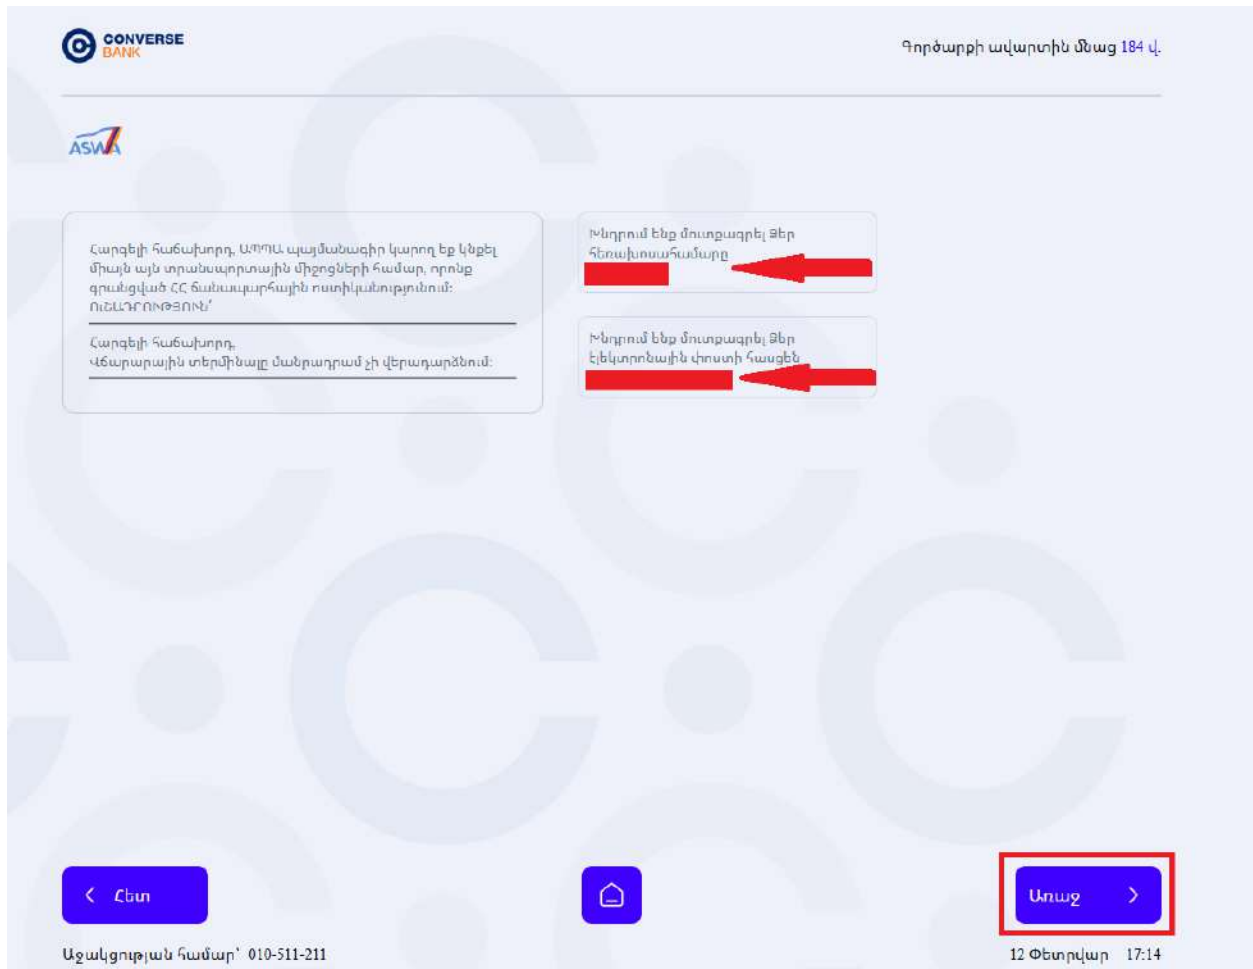 CONVERSE
BANK
Գործարքի ավարտին մնաց 184 վ.
ASWA
Հարգելի հաճախորդ, ԱՊՊԱ պայմանագիր կարող եք կնքել
միայն այն տրանսպորտային միջոցների համար, որոնք
գրանցված ՀՀ ճանապարհային ոստիկանությունում:
ՈւՇԱԴՐՈՒԹՅՈՒՆ՝
Հարգելի հաճախորդ,
Վճարարային տերմինալը մանրադրամ չի վերադարձնում:
Խնդրում ենք մուտքագրել Ձեր
հեռախոսահամարը
Խնդրում ենք մուտքագրել Ձեր
էլեկտրոնային փոստի հասցեն
Հետ
Առաջ
Աջակցության համար՝ 010-511-211
12 Փետրվար 17:14